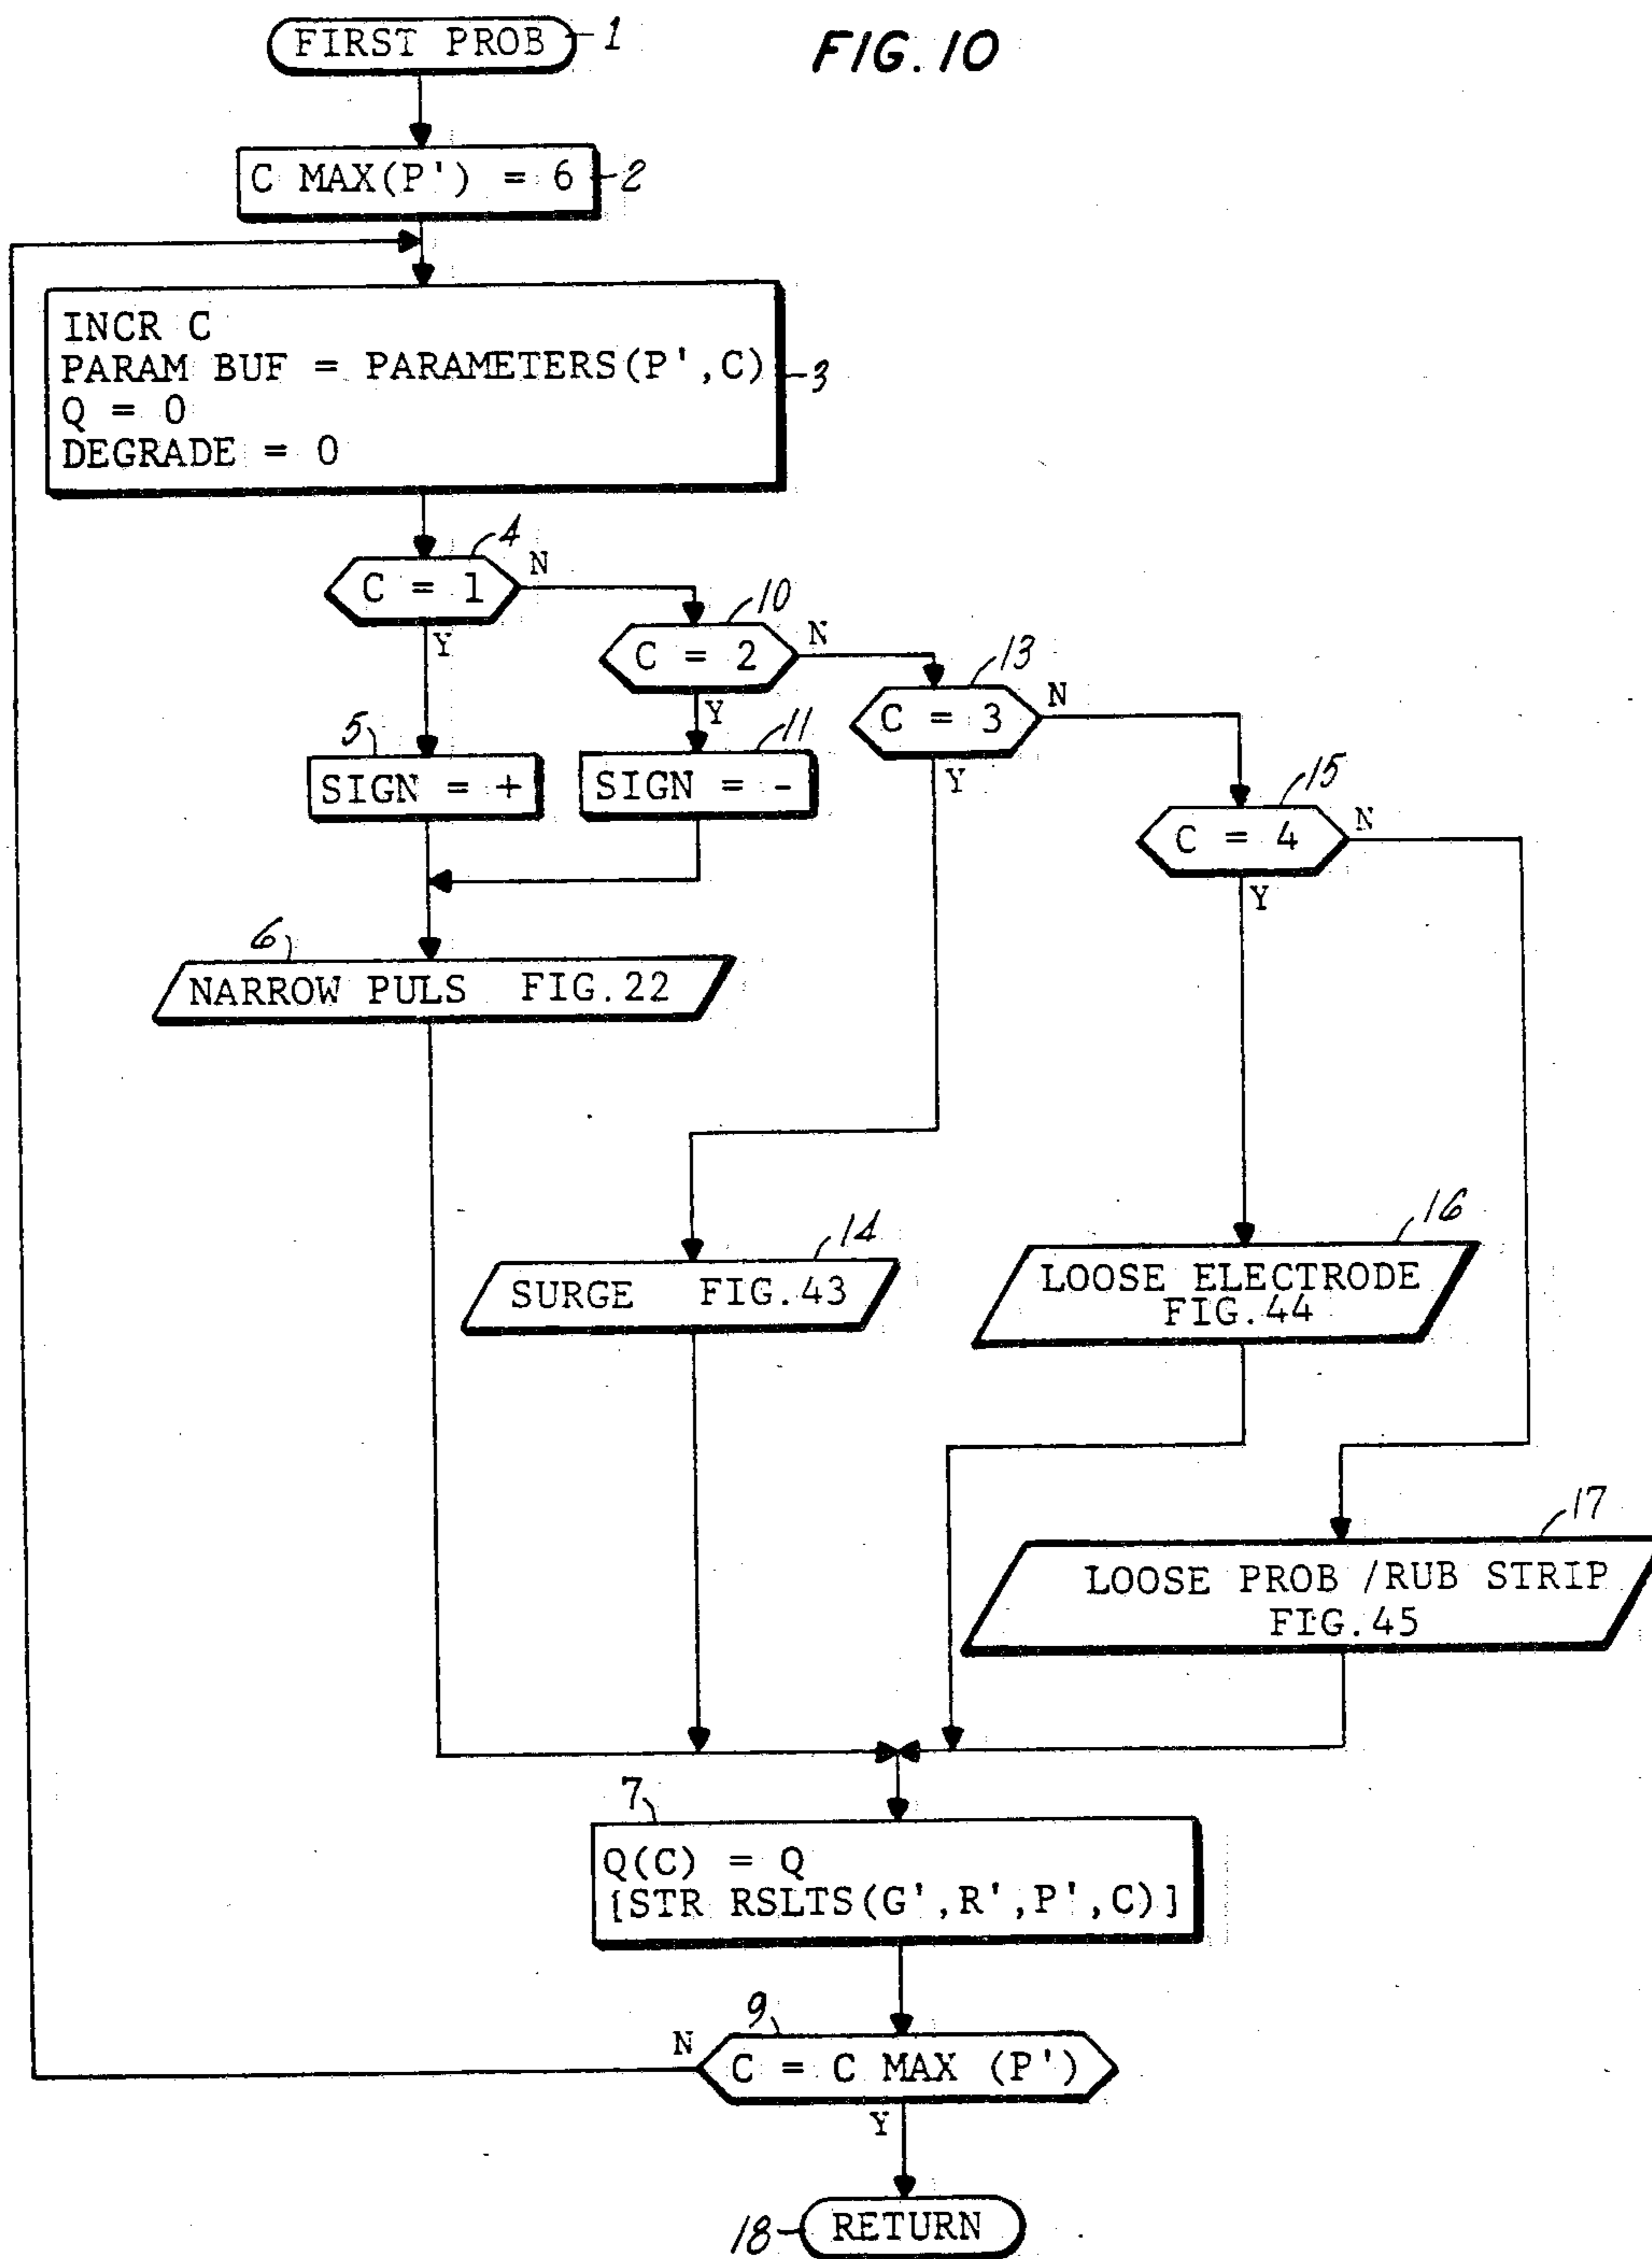 FIG. 10
FIRST PROB
1
C MAX(P') = 6
2
INCR C
PARAM BUF = PARAMETERS(P',C)
Q = 0
DEGRADE = 0
3
4
C = 1
N
Y
10
C = 2
N
Y
13
C = 3
N
Y
15
C = 4
N
Y
5
SIGN = +
11
SIGN = -
6
NARROW PULS FIG.22
14
SURGE FIG.43
16
LOOSE ELECTRODE
FIG.44
17
LOOSE PROB /RUB STRIP
FIG.45
7
Q(C) = Q
[STR RSLTS(G',R',P',C)]
9
C = C MAX (P')
N
Y
18
RETURN